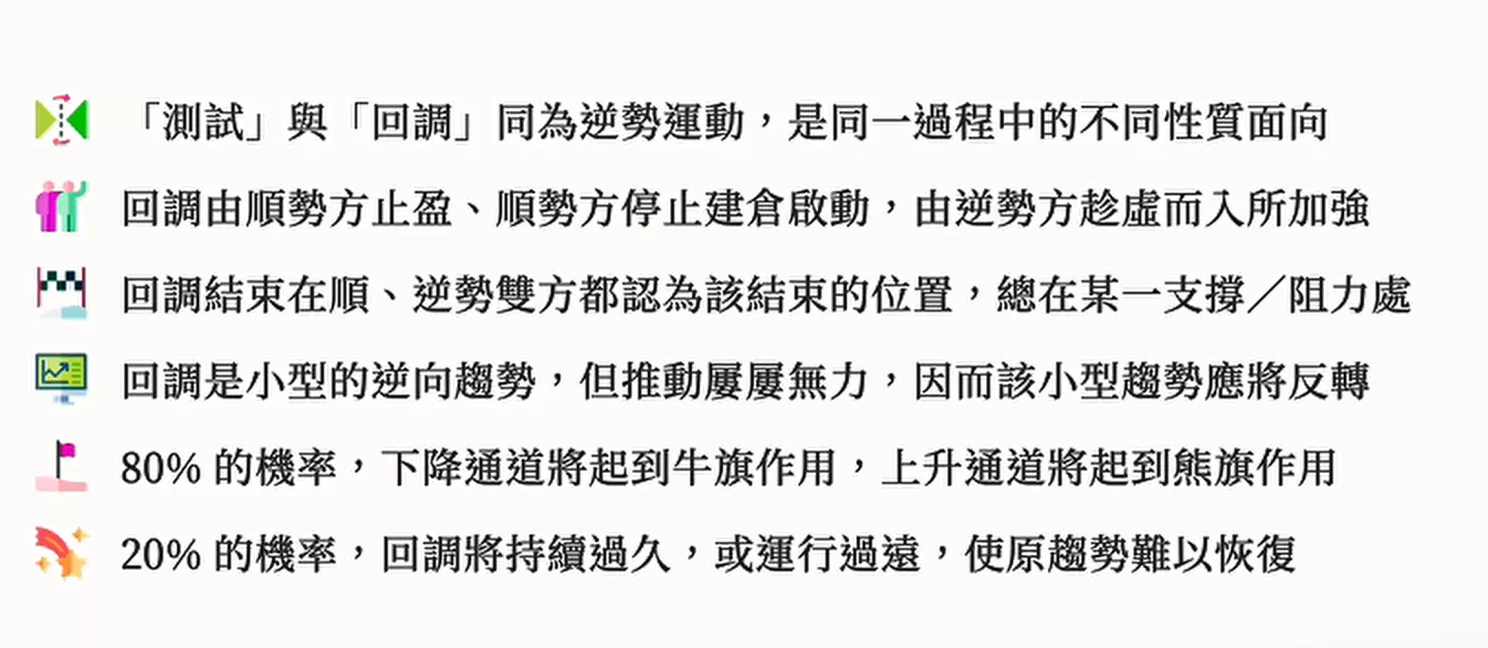 「測試」與「回調」同為逆勢運動，是同一過程中的不同性質面向
回調由順勢方止盈、順勢方停止建倉啟動，由逆勢方趁虛而入所加強
回調結束在順、逆勢雙方都認為該結束的位置，總在某一支撐／阻力處
回調是小型的逆向趨勢，但推動屢屢無力，因而該小型趨勢應將反轉
80% 的機率，下降通道將起到牛旗作用，上升通道將起到熊旗作用
20% 的機率，回調將持續過久，或運行過遠，使原趨勢難以恢復